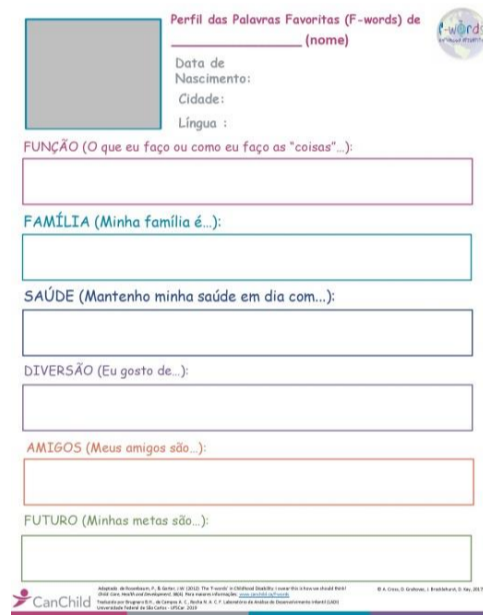 Perfil das Palavras Favoritas (F-words) de
____________________ (nome)
f-words
Data de
Nascimento:
Cidade:
Língua :
FUNÇÃO (O que eu faço ou como eu faço as "coisas"...):
FAMÍLIA (Minha família é...):
SAÚDE (Mantenho minha saúde em dia com...):
DIVERSÃO (Eu gosto de...):
AMIGOS (Meus amigos são...):
FUTURO (Minhas metas são...):
CanChild